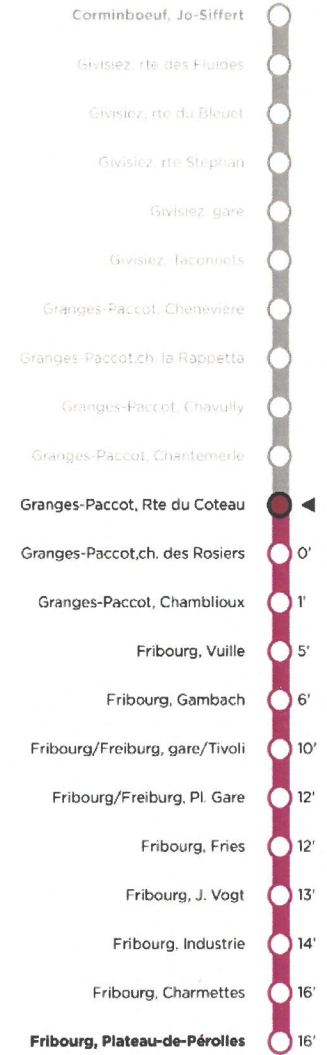 Corminboeuf, Jo-Siffert
Givisiez, rte des Fluides
Givisiez, rte du Bleuet
Givisiez, rte Stephan
Givisiez, gare
Givisiez, Taconnets
Granges-Paccot, Chenevière
Granges-Paccot,ch. la Rappetta
Granges-Paccot, Chavully
Granges-Paccot, Chantemerle
Granges-Paccot, Rte du Coteau
Granges-Paccot,ch. des Rosiers 0'
Granges-Paccot, Chamblioux 1'
Fribourg, Vuille 5'
Fribourg, Gambach 6'
Fribourg/Freiburg, gare/Tivoli 10'
Fribourg/Freiburg, Pl. Gare 12'
Fribourg, Fries 12'
Fribourg, J. Vogt 13'
Fribourg, Industrie 14'
Fribourg, Charmettes 16'
Fribourg, Plateau-de-Pérolles 16'